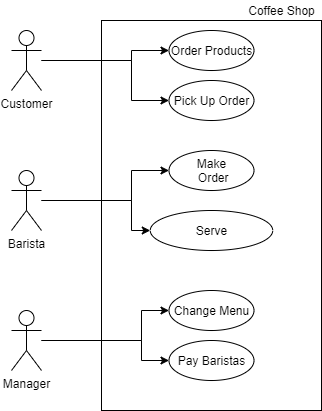 Coffee Shop
Order Products
Customer
Pick Up Order
Make
Order
Barista
Serve
Change Menu
Manager
Pay Baristas